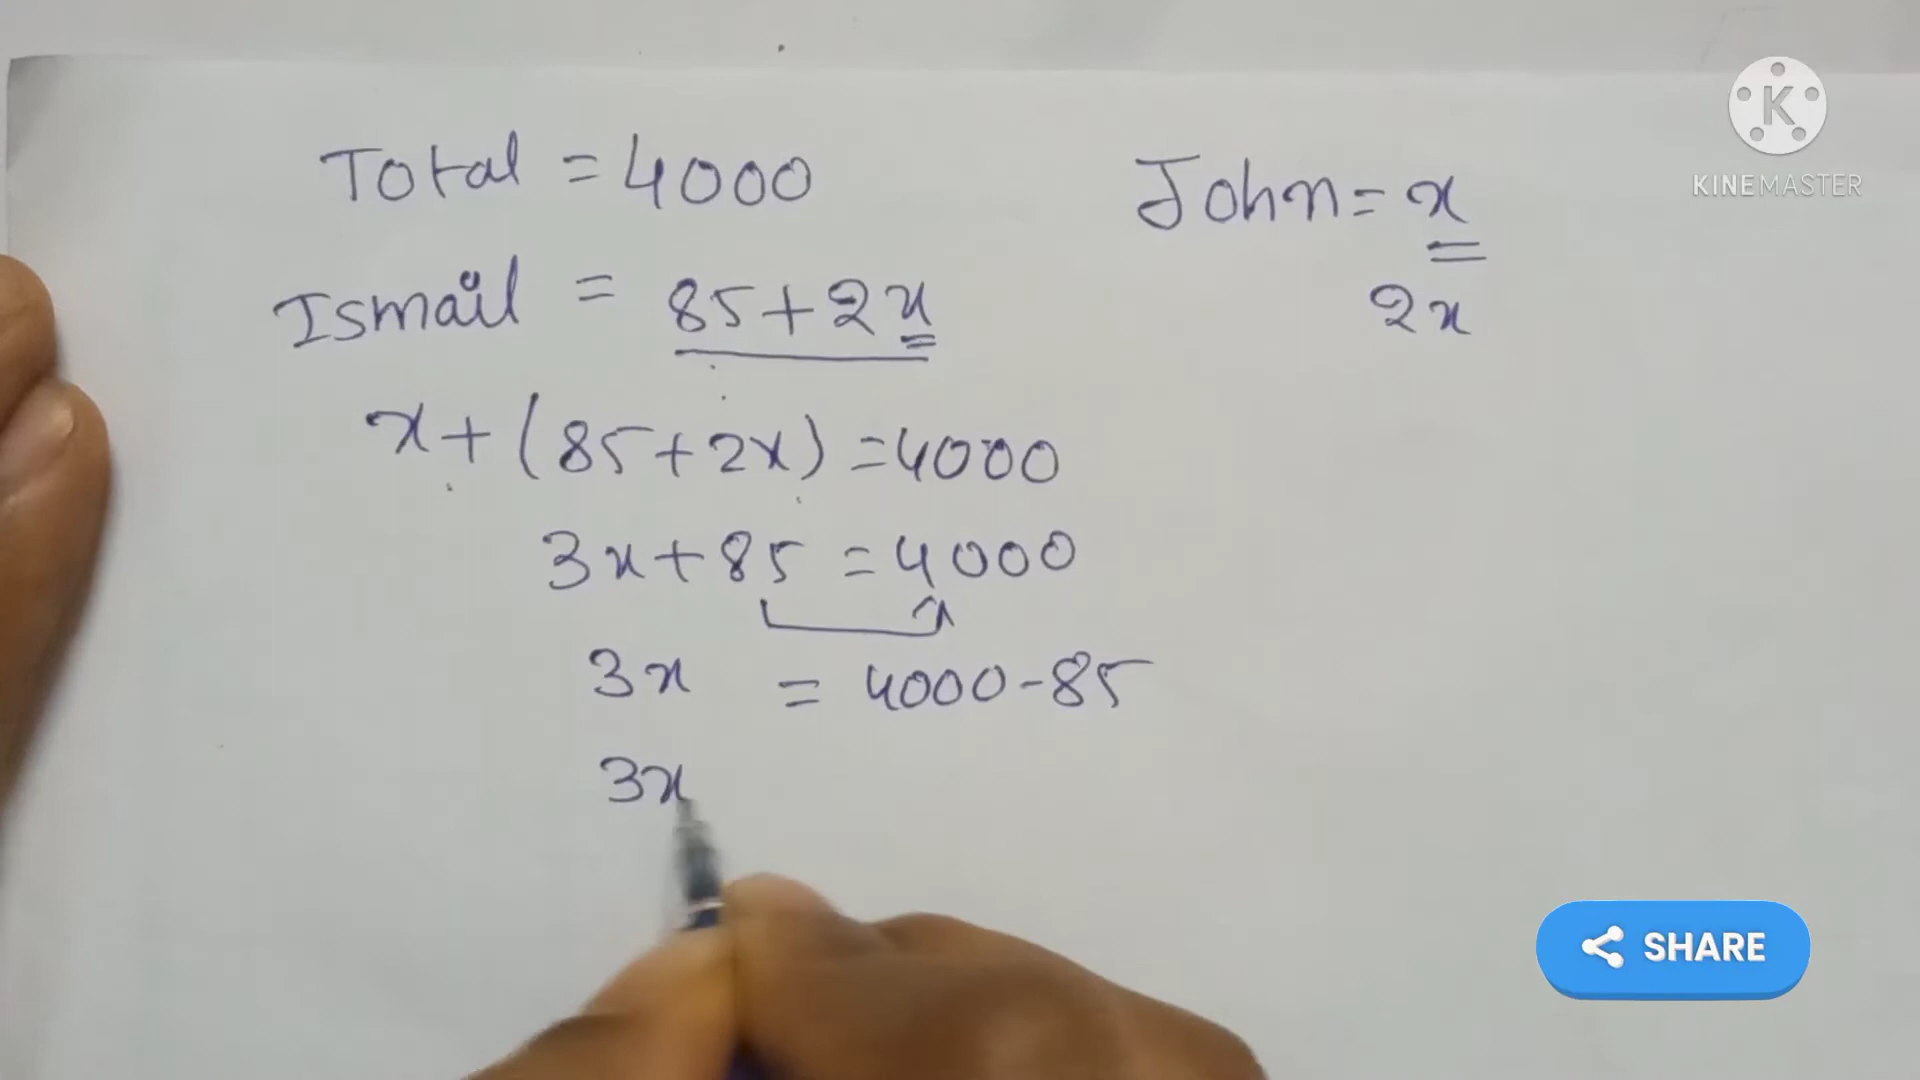 Total = 4000
John = x
2x
Ismail = 85+2x
x+(85+2x) =4000
3x+85 =4000
3x = 4000-85
3x
KINEMASTER
SHARE